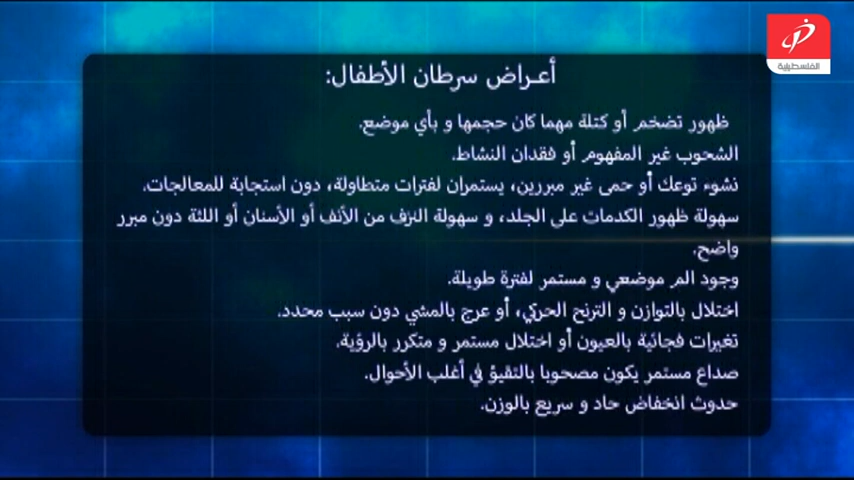 الفلسطينية
أعراض سرطان الأطفال:
ظهور تضخم أو كتلة مهما كان حجمها و بأي موضع.
الشحوب غير المفهوم أو فقدان النشاط.
نشوء توعك أو حمى غير مبررين، يستمران لفترات متطاولة، دون استجابة للمعالجات.
سهولة ظهور الكدمات على الجلد، و سهولة النزف من الأنف أو الأسنان أو اللثة دون مبرر
واضح.
وجود الم موضعي و مستمر لفترة طويلة.
اختلال بالتوازن و الترنح الحركي، أو عرج بالمشي دون سبب محدد.
تغيرات فجائية بالعيون أو اختلال مستمر و متكرر بالرؤية.
صداع مستمر يكون مصحوبا بالتقيؤ في أغلب الأحوال.
حدوث انخفاض حاد و سريع بالوزن.